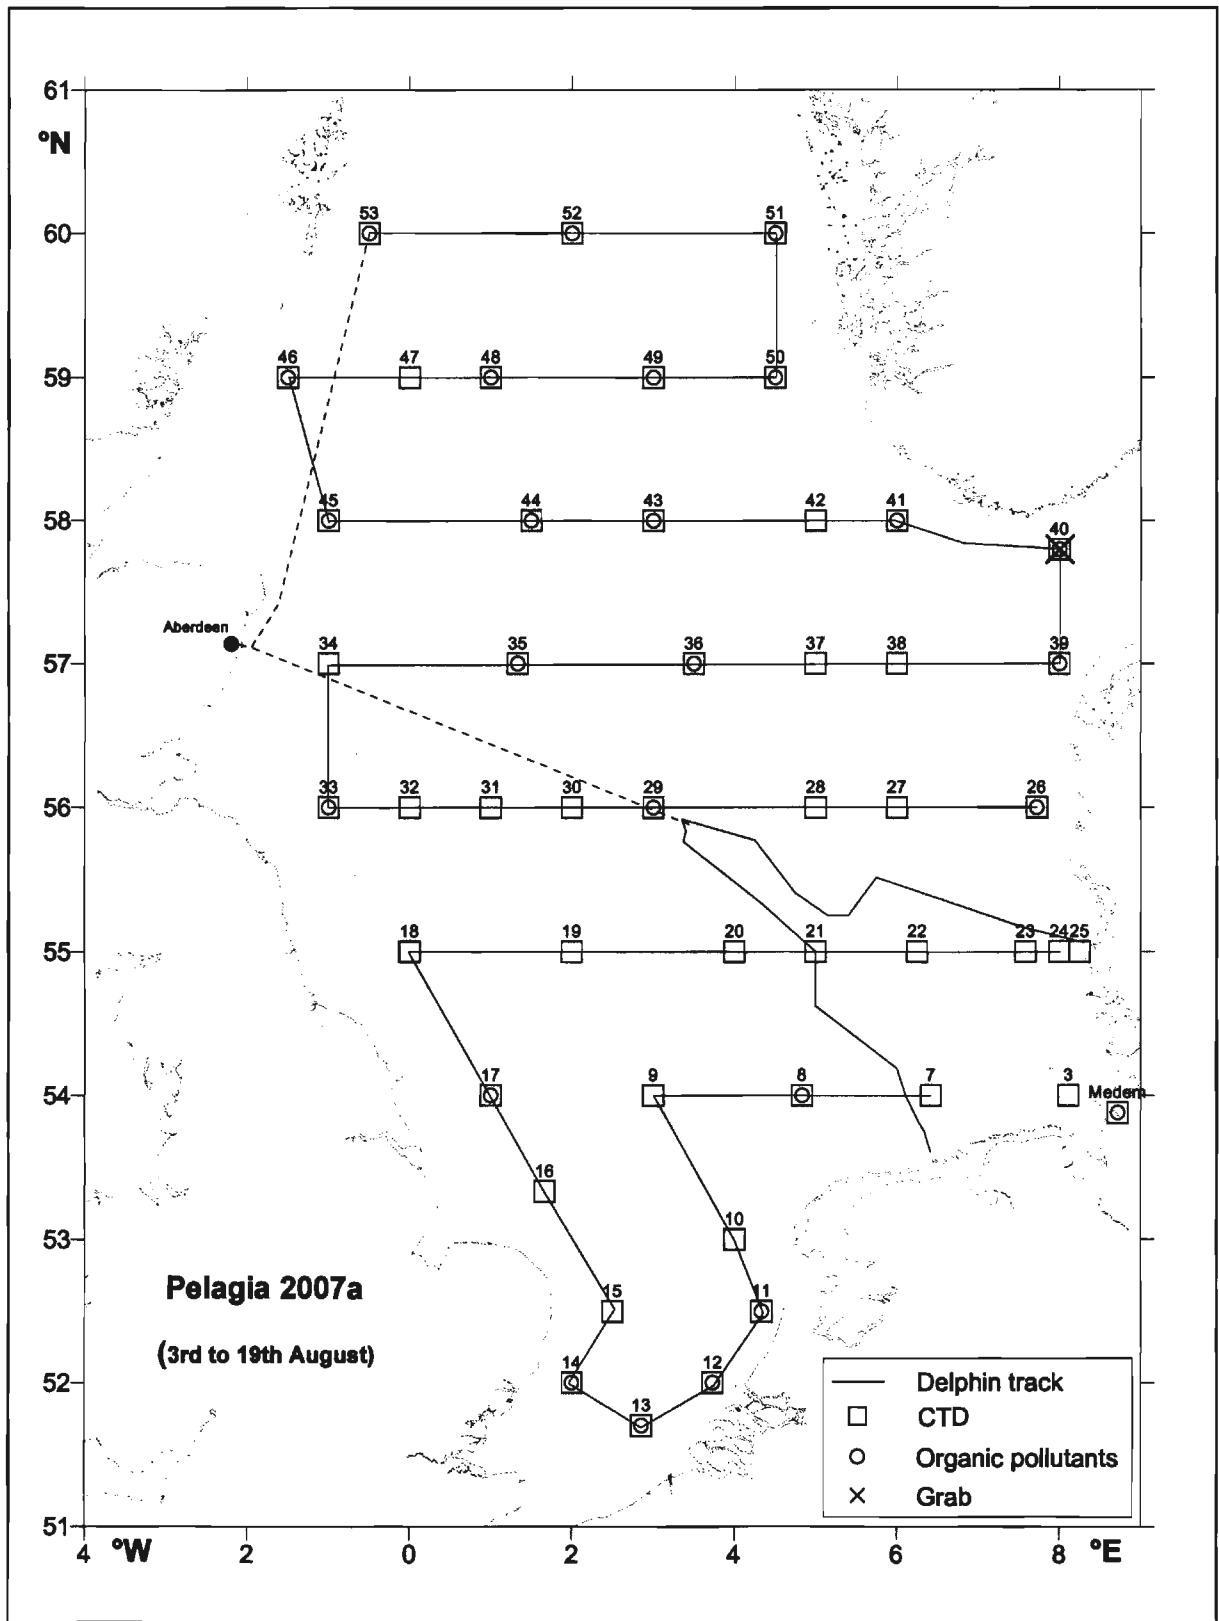 61
°N
53 52 51
60
46 47 48 49 50
59
45 44 43 42 41
58
40
Aberdeen
34 35 36 37 38 39
57
33 32 31 30 29 28 27 26
56
18 19 20 21 22 23 24 25
55
17 9 8 7 3
54
Medem
16
10
53
Pelagia 2007a
15 11
(3rd to 19th August)
14 12
52
13
Delphin track
CTD
Organic pollutants
Grab
51
4 °W 2 0 2 4 6 8 °E